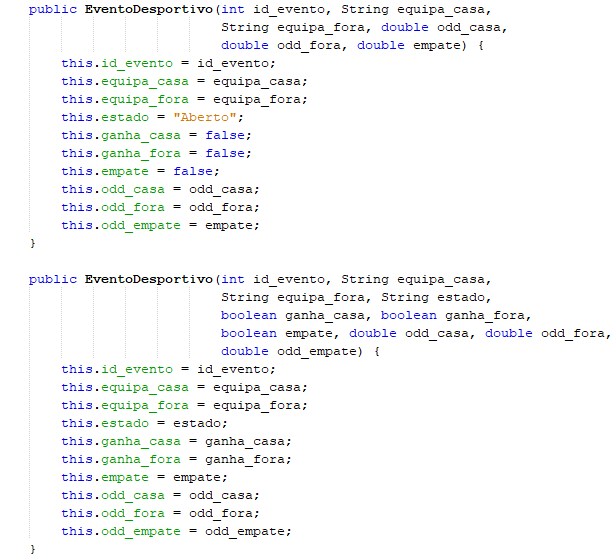 public EventoDesportivo(int id_evento, String equipa_casa,
String equipa_fora, double odd_casa,
double odd_fora, double empate) {
this.id_evento = id_evento;
this.equipa_casa = equipa_casa;
this.equipa_fora = equipa_fora;
this.estado = "Aberto";
this.ganha_casa = false;
this.ganha_fora = false;
this.empate = false;
this.odd_casa = odd_casa;
this.odd_fora = odd_fora;
this.odd_empate = empate;
}
public EventoDesportivo(int id_evento, String equipa_casa,
String equipa_fora, String estado,
boolean ganha_casa, boolean ganha_fora,
boolean empate, double odd_casa, double odd_fora,
double odd_empate) {
this.id_evento = id_evento;
this.equipa_casa = equipa_casa;
this.equipa_fora = equipa_fora;
this.estado = estado;
this.ganha_casa = ganha_casa;
this.ganha_fora = ganha_fora;
this.empate = empate;
this.odd_casa = odd_casa;
this.odd_fora = odd_fora;
this.odd_empate = odd_empate;
}